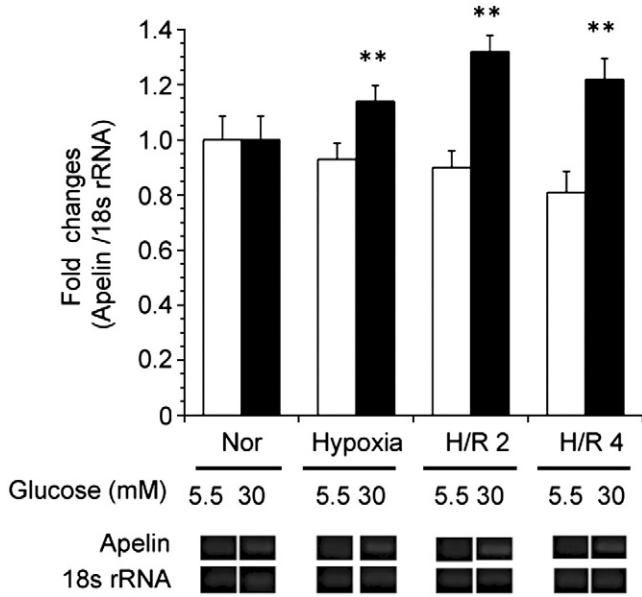 1.4
** ** **
1.2
1.0
0.8
0.6
0.4
0.2
0
Fold changes
(Apelin /18s rRNA)
Nor Hypoxia H/R 2 H/R 4
Glucose (mM) 5.5 30 5.5 30 5.5 30 5.5 30
Apelin
18s rRNA